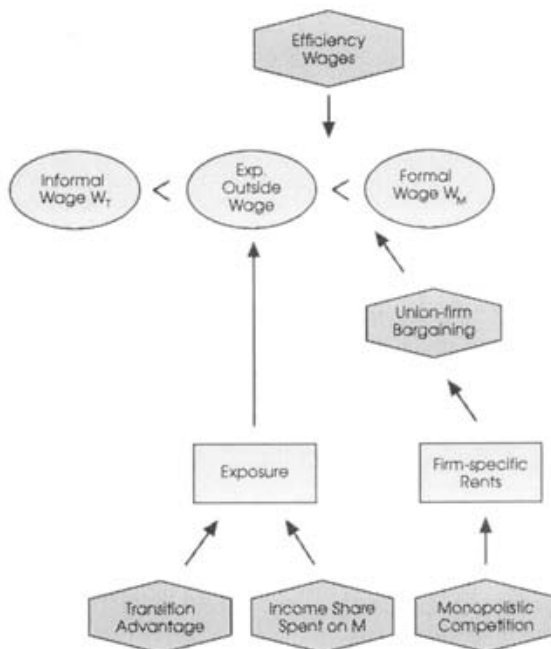 Efficiency
Wages
Informal
Wage W_T
<
Exp.
Outside
Wage
<
Formal
Wage W_M
Union-firm
Bargaining
Exposure
Firm-specific
Rents
Transition
Advantage
Income Share
Spent on M
Monopolistic
Competition